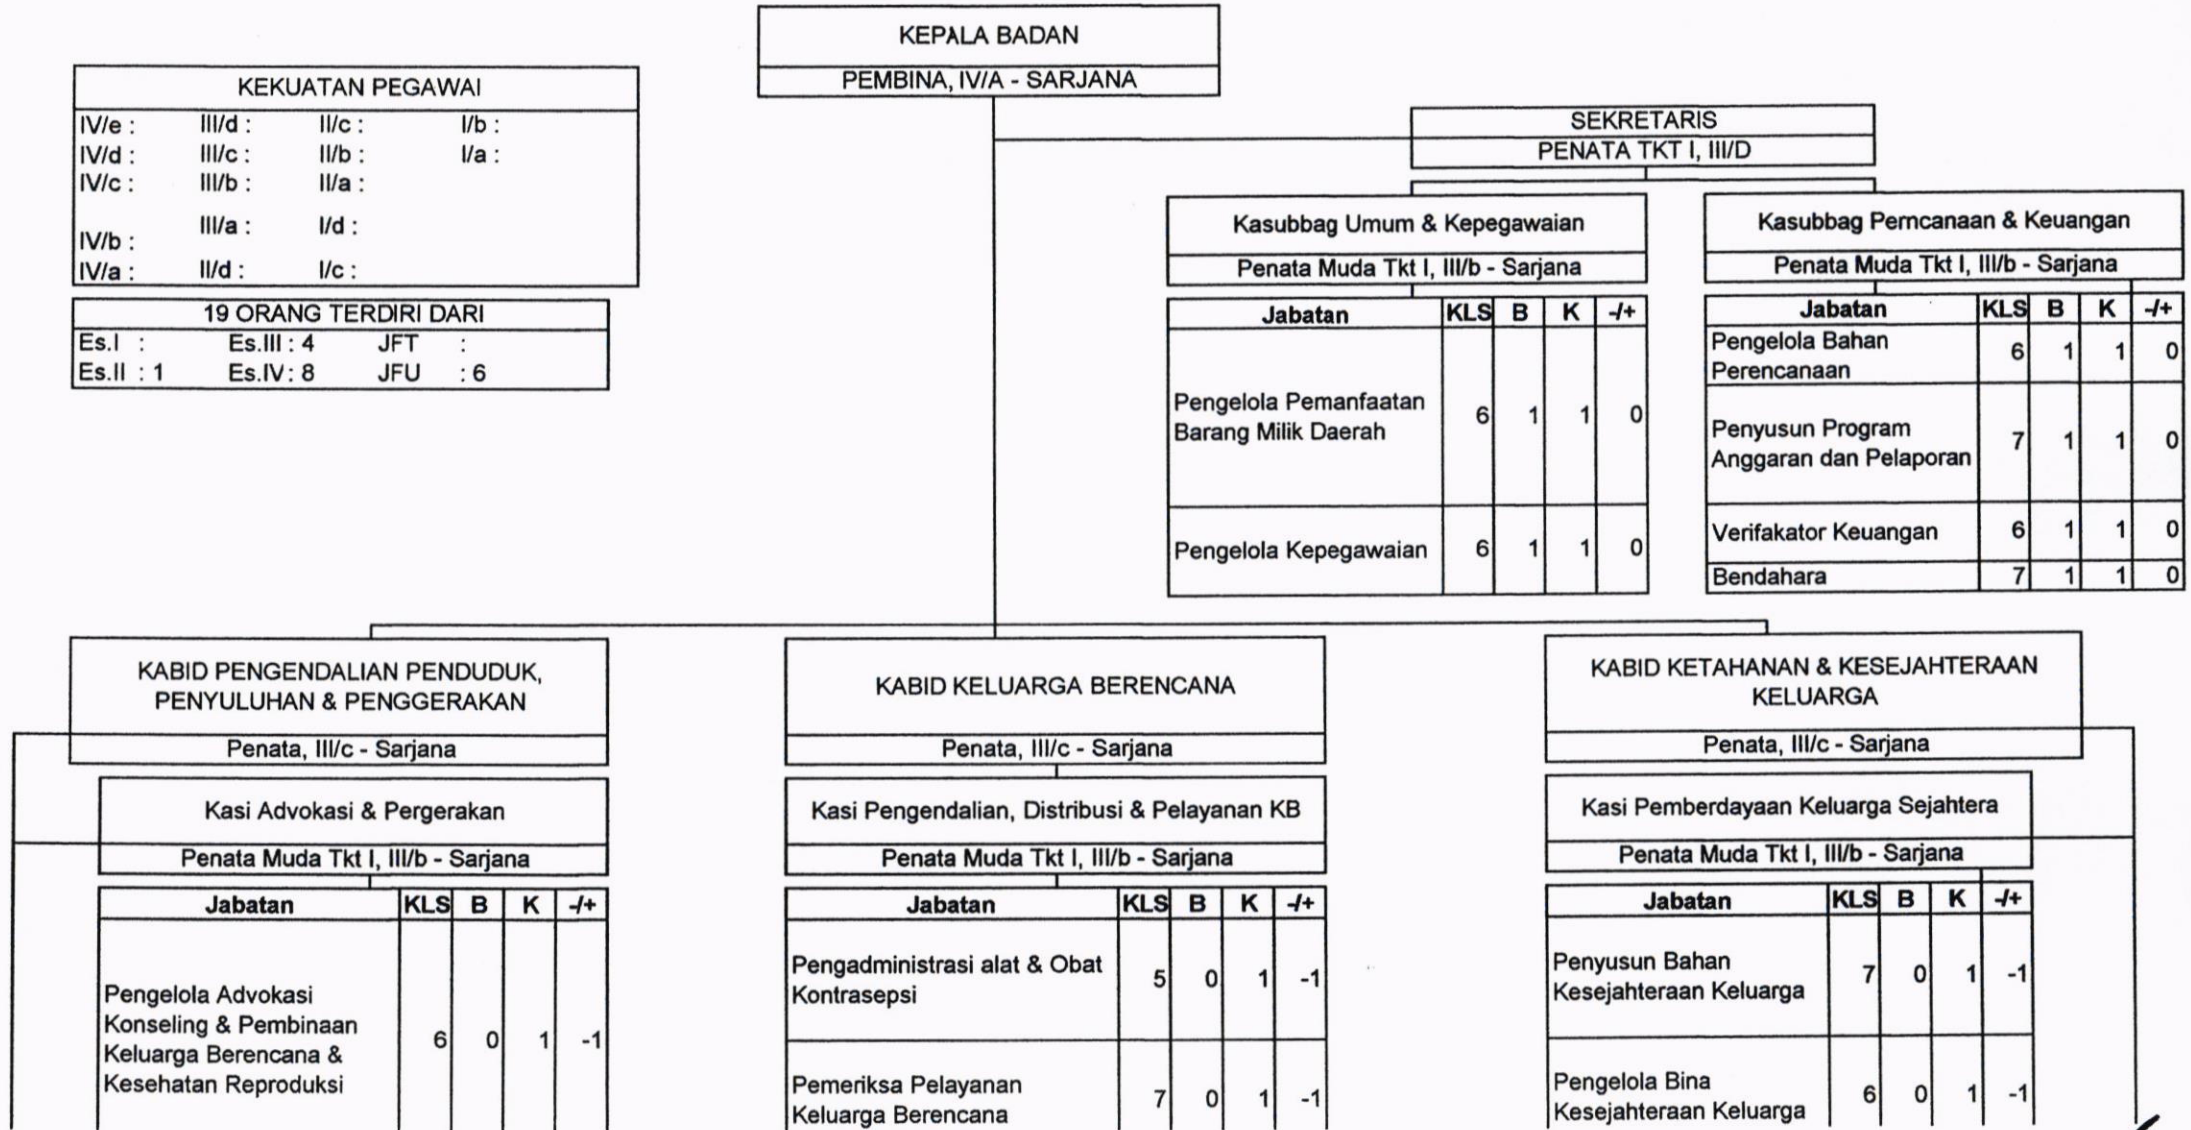 KEPALA BADAN
PEMBINA, IV/A - SARJANA
KEKUATAN PEGAWAI
IV/e : III/d : II/c : I/b :
IV/d : III/c : II/b : I/a :
IV/c : III/b : II/a :
III/a : I/d :
IV/b :
IV/a : II/d : I/c :
19 ORANG TERDIRI DARI
Es.I : Es.III : 4 JFT :
Es.II : 1 Es.IV : 8 JFU : 6
SEKRETARIS
PENATA TKT I, III/D
Kasubbag Umum & Kepegawaian
Penata Muda Tkt I, III/b - Sarjana
Jabatan KLS B K -/+
Pengelola Pemanfaatan
Barang Milik Daerah 6 1 1 0
Pengelola Kepegawaian 6 1 1 0
Kasubbag Perncanaan & Keuangan
Penata Muda Tkt I, III/b - Sarjana
Jabatan KLS B K -/+
Pengelola Bahan
Perencanaan 6 1 1 0
Penyusun Program
Anggaran dan Pelaporan 7 1 1 0
Verifakator Keuangan 6 1 1 0
Bendahara 7 1 1 0
KABID PENGENDALIAN PENDUDUK,
PENYULUHAN & PENGGERAKAN
Penata, III/c - Sarjana
Kasi Advokasi & Pergerakan
Penata Muda Tkt I, III/b - Sarjana
Jabatan KLS B K -/+
Pengelola Advokasi
Konseling & Pembinaan
Keluarga Berencana &
Kesehatan Reproduksi 6 0 1 -1
KABID KELUARGA BERENCANA
Penata, III/c - Sarjana
Kasi Pengendalian, Distribusi & Pelayanan KB
Penata Muda Tkt I, III/b - Sarjana
Jabatan KLS B K -/+
Pengadministrasi alat & Obat
Kontrasepsi 5 0 1 -1
Pemeriksa Pelayanan
Keluarga Berencana 7 0 1 -1
KABID KETAHANAN & KESEJAHTERAAN
KELUARGA
Penata, III/c - Sarjana
Kasi Pemberdayaan Keluarga Sejahtera
Penata Muda Tkt I, III/b - Sarjana
Jabatan KLS B K -/+
Penyusun Bahan
Kesejahteraan Keluarga 7 0 1 -1
Pengelola Bina
Kesejahteraan Keluarga 6 0 1 -1